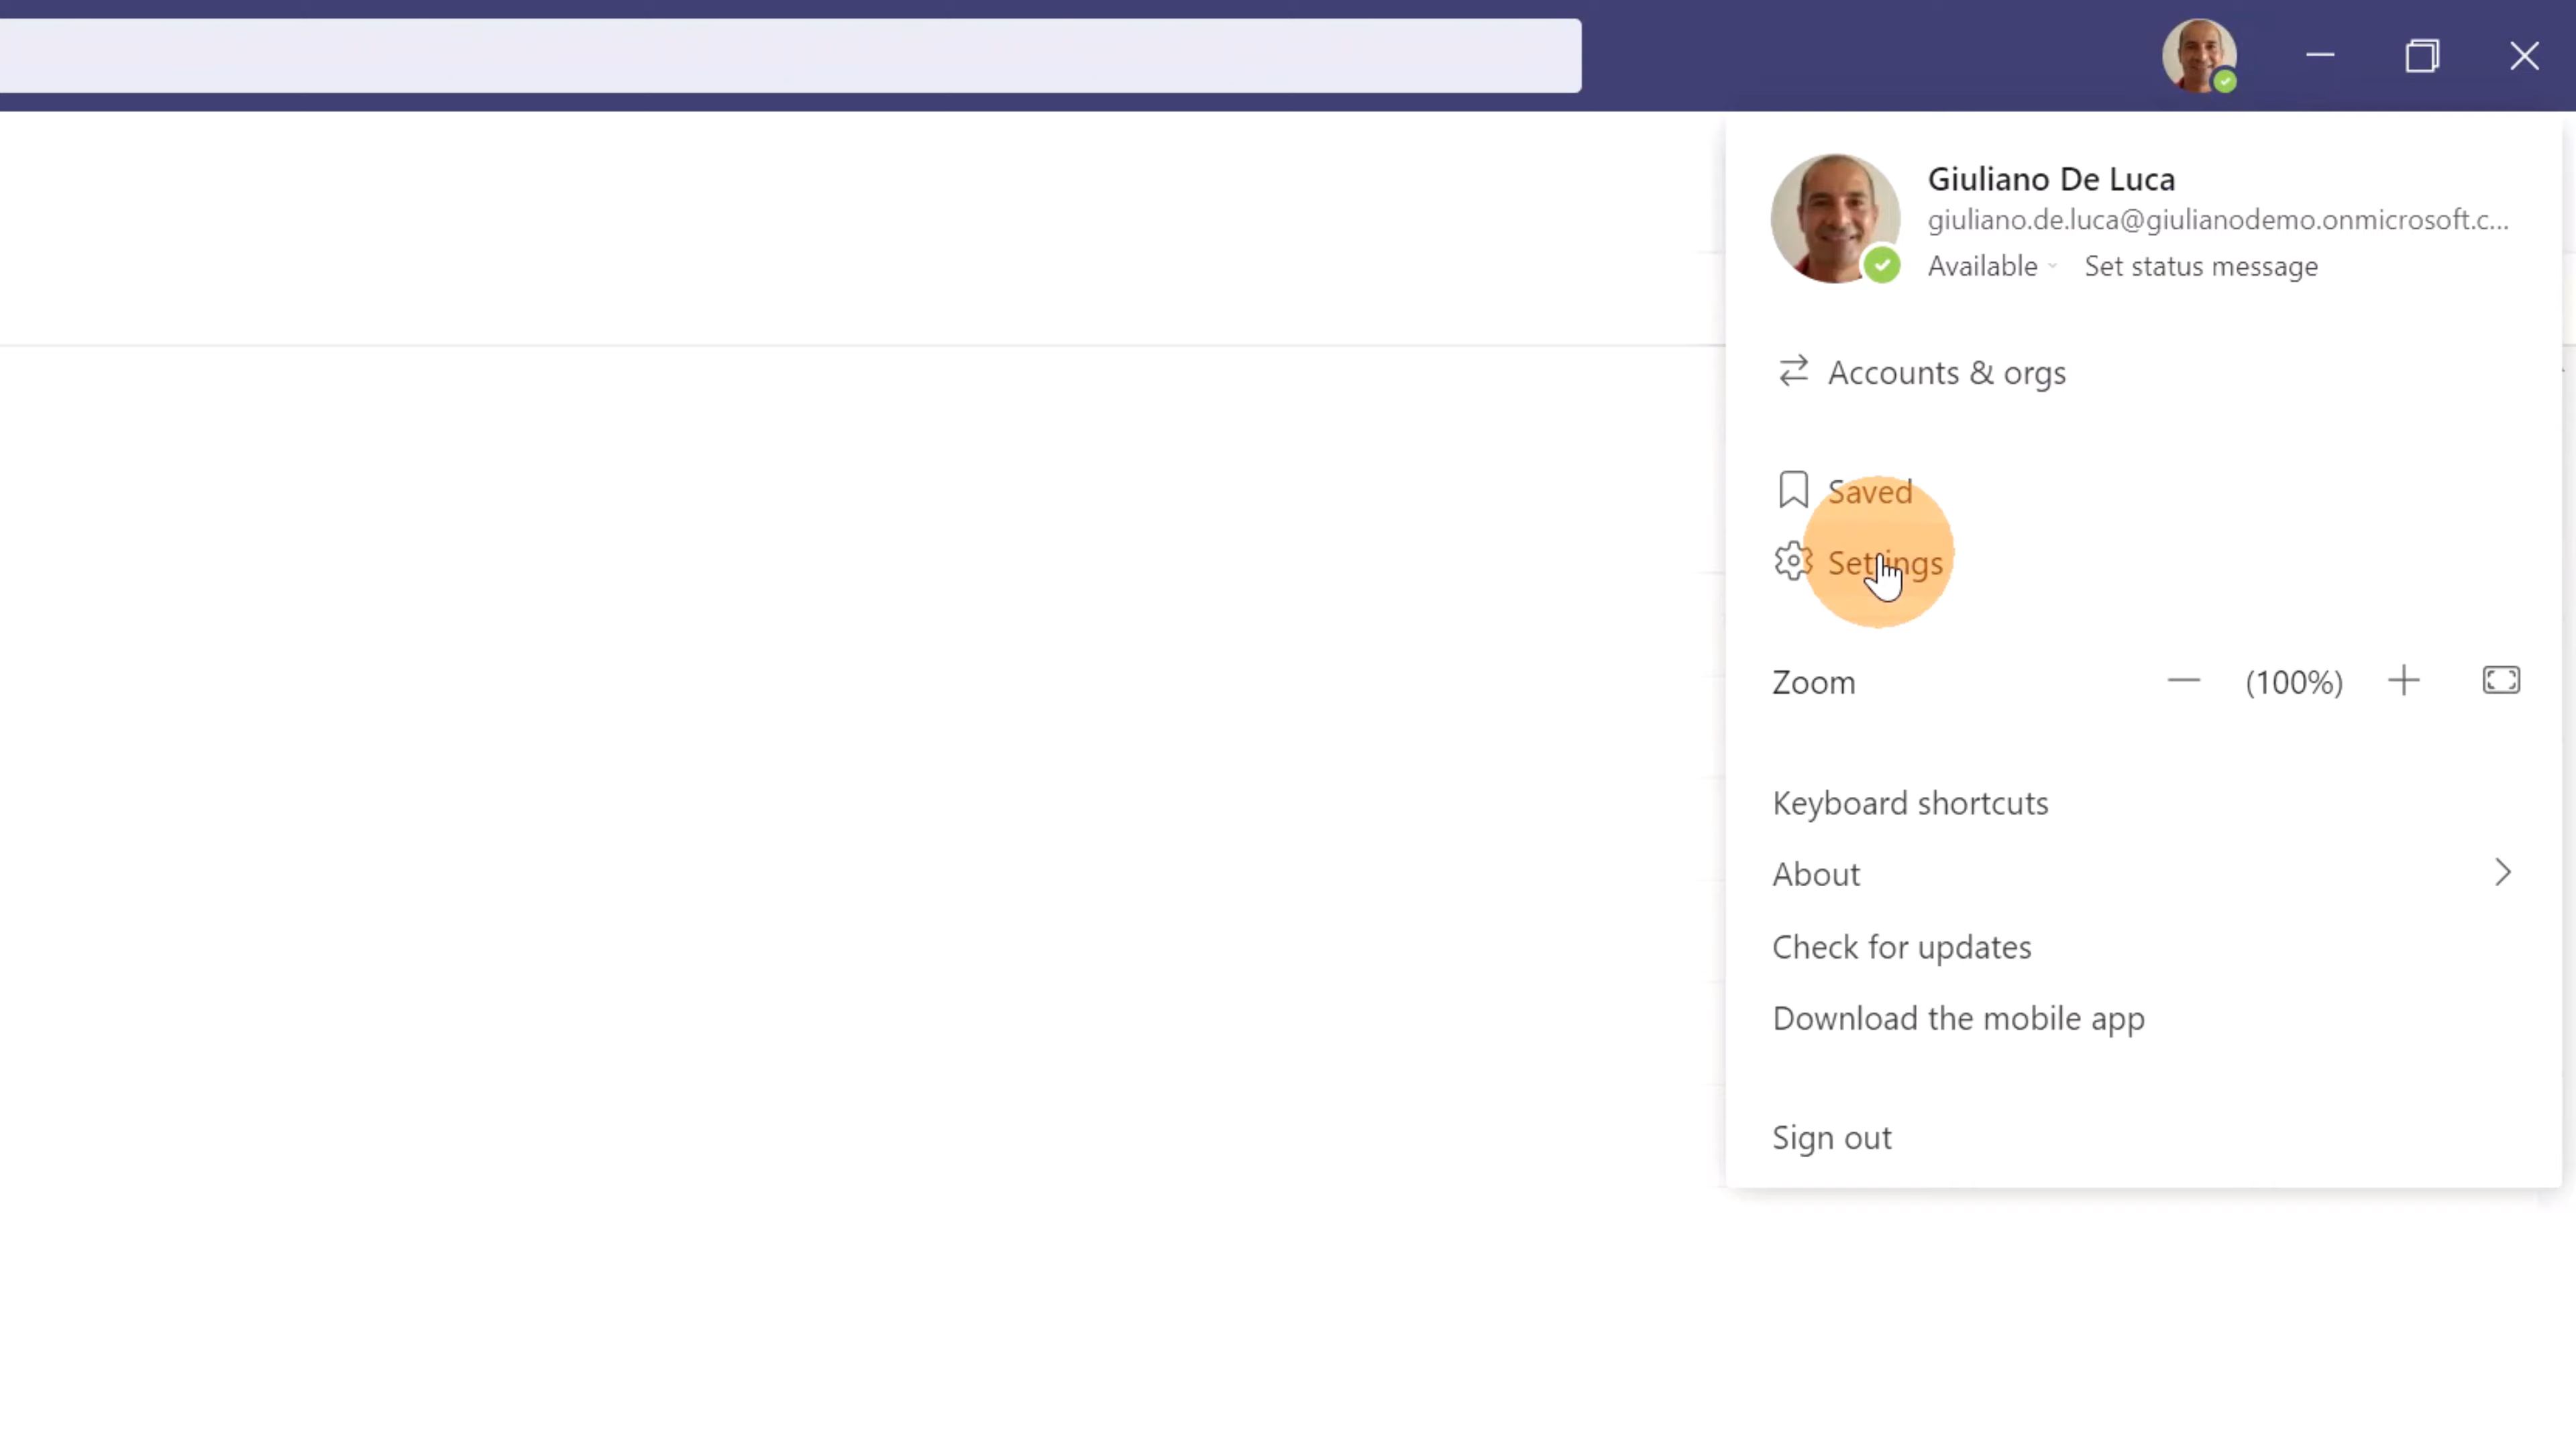 Giuliano De Luca
giuliano.de.luca@giulianodemo.onmicrosoft.c...
Available Set status message
Accounts & orgs
Saved
Settings
Zoom (100%)
Keyboard shortcuts
About
Check for updates
Download the mobile app
Sign out